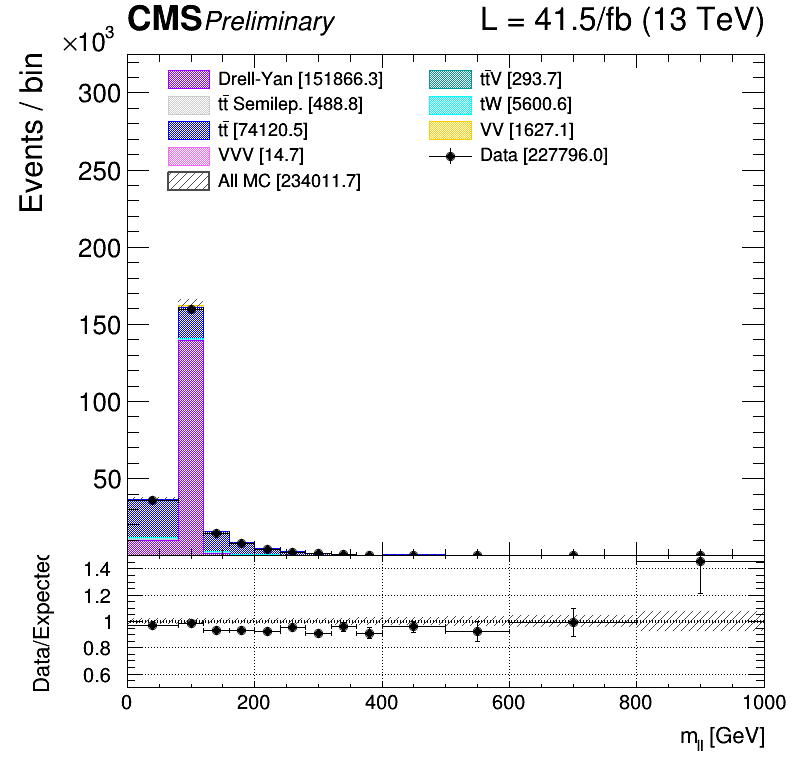 CMS Preliminary L = 41.5/fb (13 TeV)
×10³
Events / bin
Drell-Yan [151866.3]
tt̄ Semilep. [488.8]
tt̄ [74120.5]
VVV [14.7]
All MC [234011.7]
tt̄V [293.7]
tW [5600.6]
VV [1627.1]
Data [227796.0]
300
250
200
150
100
50
Data/Expected
1.4
1.2
1
0.8
0.6
0 200 400 600 800 1000
m_ll [GeV]